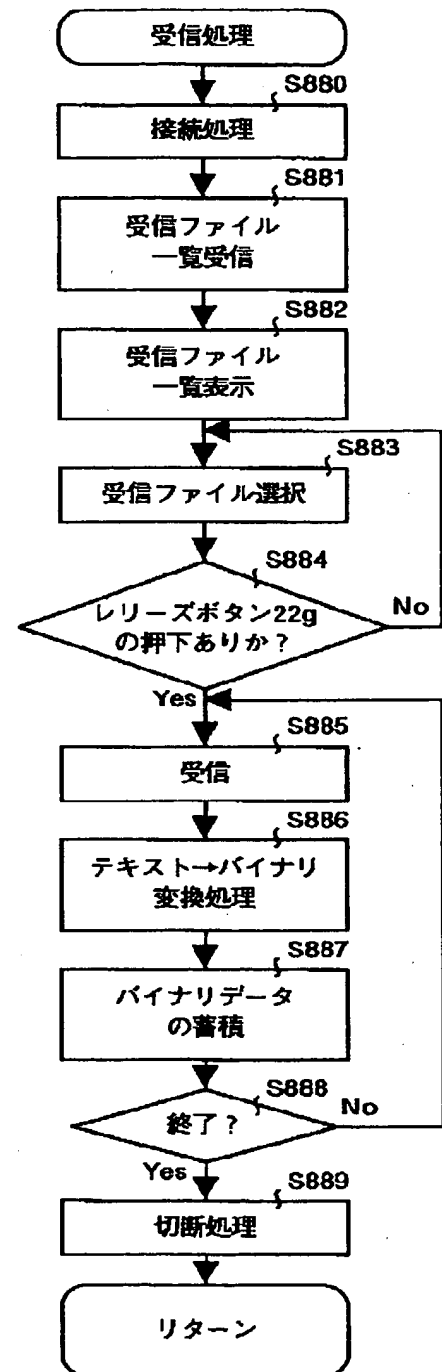 受信処理
S880
接続処理
S881
受信ファイル
一覧受信
S882
受信ファイル
一覧表示
S883
受信ファイル選択
S884
レリーズボタン22g
の押下ありか？
No
Yes
S885
受信
S886
テキスト→バイナリ
変換処理
S887
バイナリデータ
の蓄積
S888
終了？
No
Yes
S889
切断処理
リターン